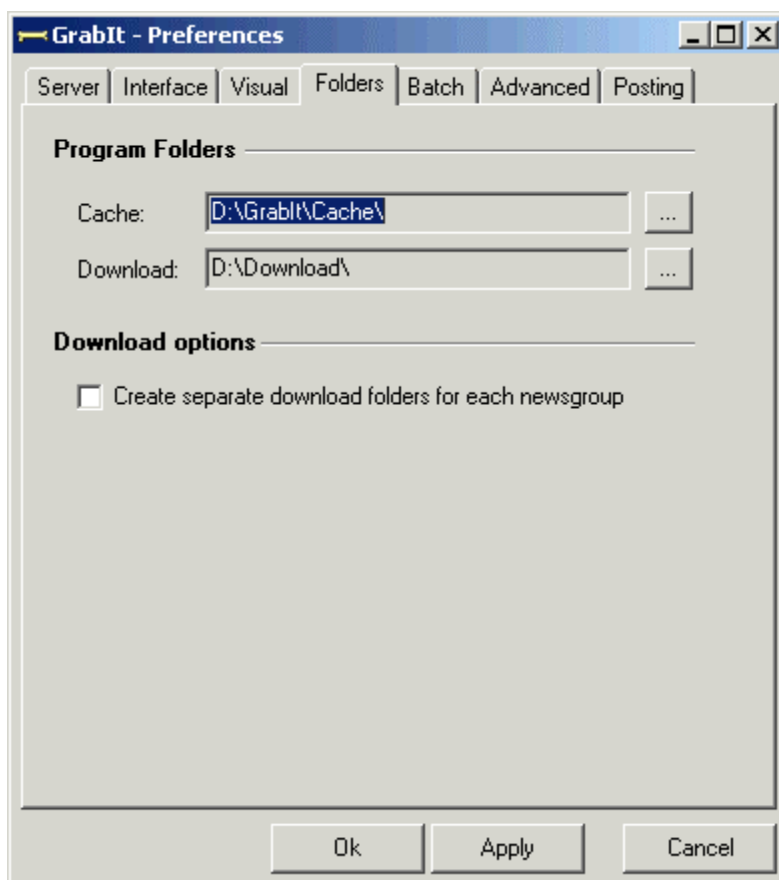 GrabIt - Preferences
Server Interface Visual Folders Batch Advanced Posting
Program Folders
Cache: D:\GrabIt\Cache\ ...
Download: D:\Download\ ...
Download options
Create separate download folders for each newsgroup
Ok Apply Cancel